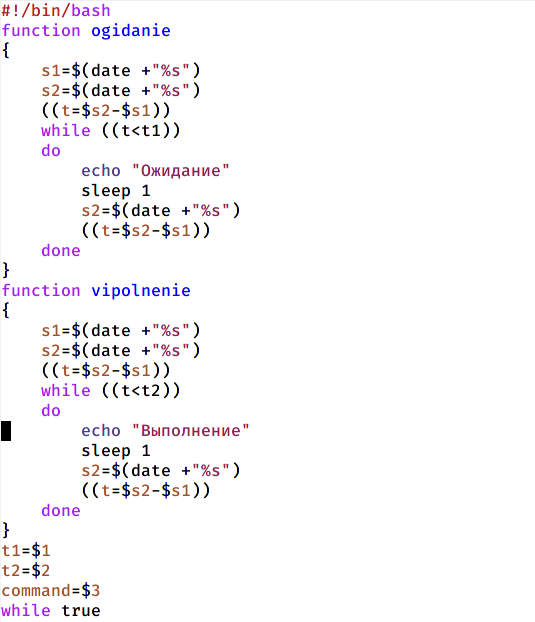 #!/bin/bash
function ogidanie
{
    s1=$(date +"%s")
    s2=$(date +"%s")
    ((t=$s2-$s1))
    while ((t<t1))
    do
        echo "Ожидание"
        sleep 1
        s2=$(date +"%s")
        ((t=$s2-$s1))
    done
}
function vipolnenie
{
    s1=$(date +"%s")
    s2=$(date +"%s")
    ((t=$s2-$s1))
    while ((t<t2))
    do
        echo "Выполнение"
        sleep 1
        s2=$(date +"%s")
        ((t=$s2-$s1))
    done
}
t1=$1
t2=$2
command=$3
while true